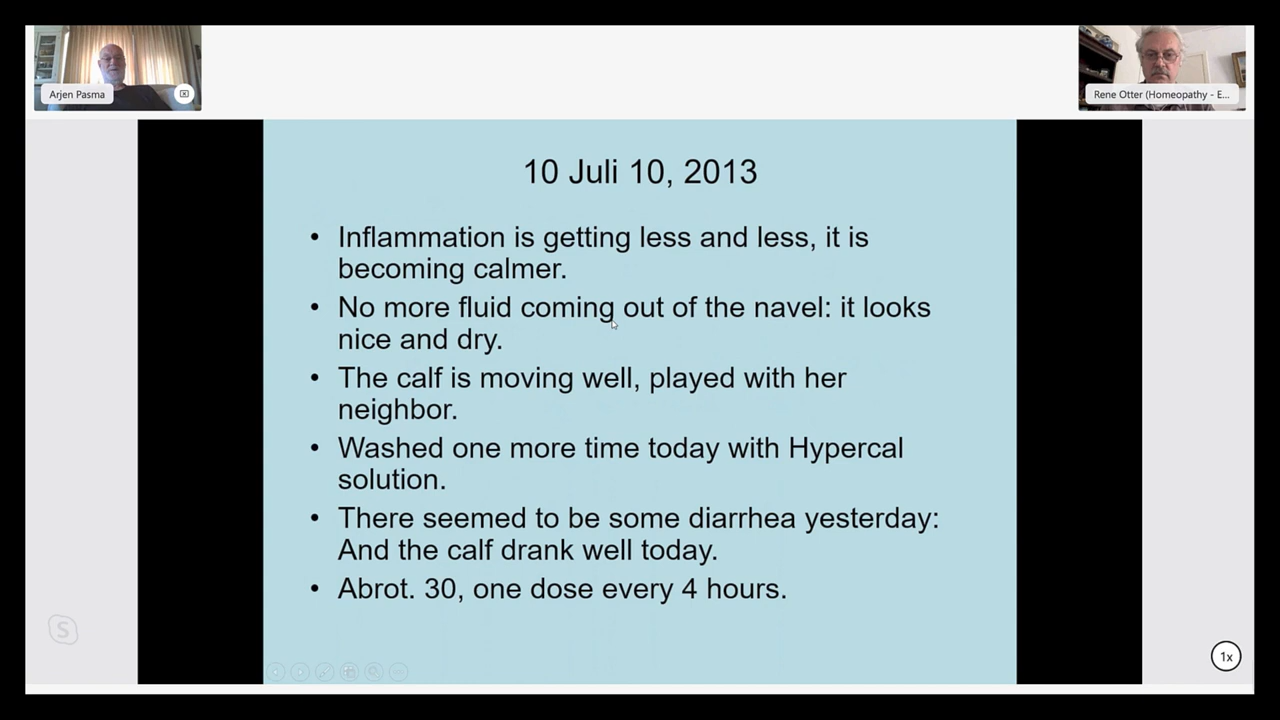 Arjen Pasma
Rene Otter (Homeopathy - E...
10 Juli 10, 2013
• Inflammation is getting less and less, it is
becoming calmer.
• No more fluid coming out of the navel: it looks
nice and dry.
• The calf is moving well, played with her
neighbor.
• Washed one more time today with Hypercal
solution.
• There seemed to be some diarrhea yesterday:
And the calf drank well today.
• Abrot. 30, one dose every 4 hours.
S
1x